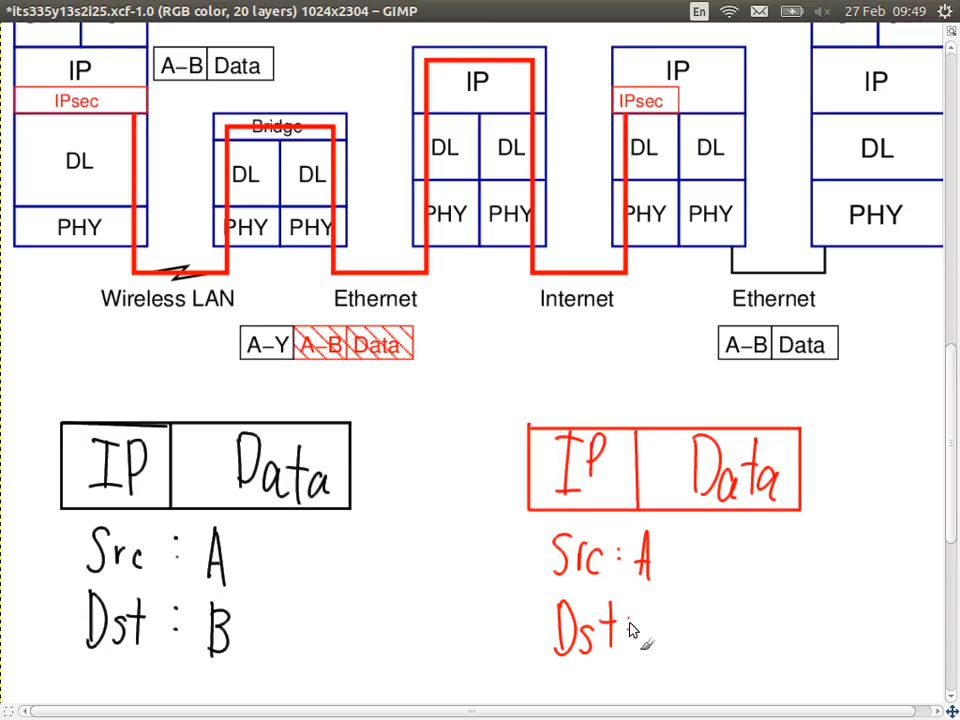 *its335y13s2i25.xcf-1.0 (RGB color, 20 layers) 1024x2304 – GIMP
En
27 Feb 09:49
IP
A–B Data
IP
IP
IP
IPsec
IPsec
Bridge
DL
DL DL
DL DL
DL DL
DL
PHY
PHY PHY
PHY PHY
PHY PHY
PHY
Wireless LAN
Ethernet
Internet
Ethernet
A–Y A–B Data
A–B Data
IP Data
IP Data
Src : A
Src : A
Dst : B
Dst :